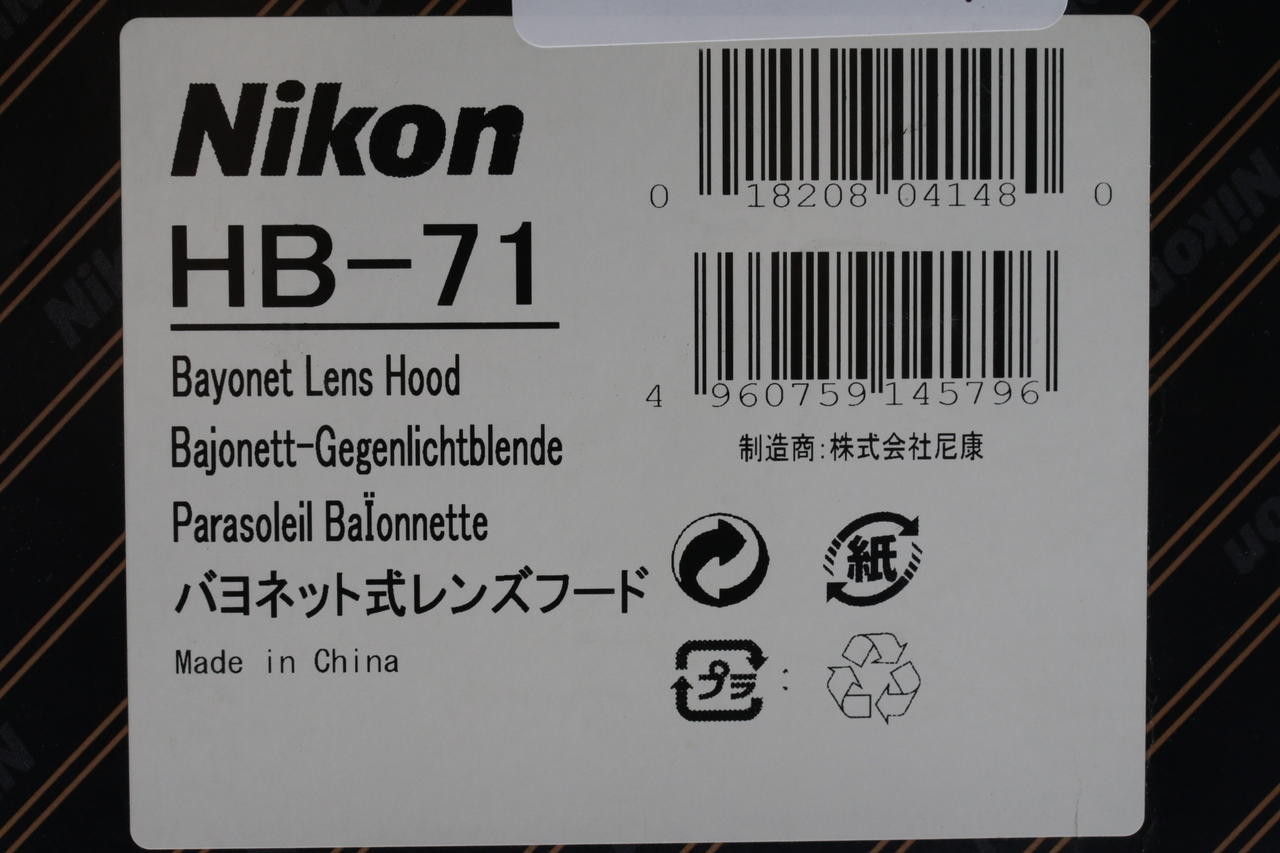 Nikon
HB-71
Bayonet Lens Hood
Bajonett-Gegenlichtblende
Parasoleil BaÏonnette
バヨネット式レンズフード
Made in China
0 18208 04148 0
4 960759 145796
制造商:株式会社尼康
紙
プラ :
Nikon
Nikon